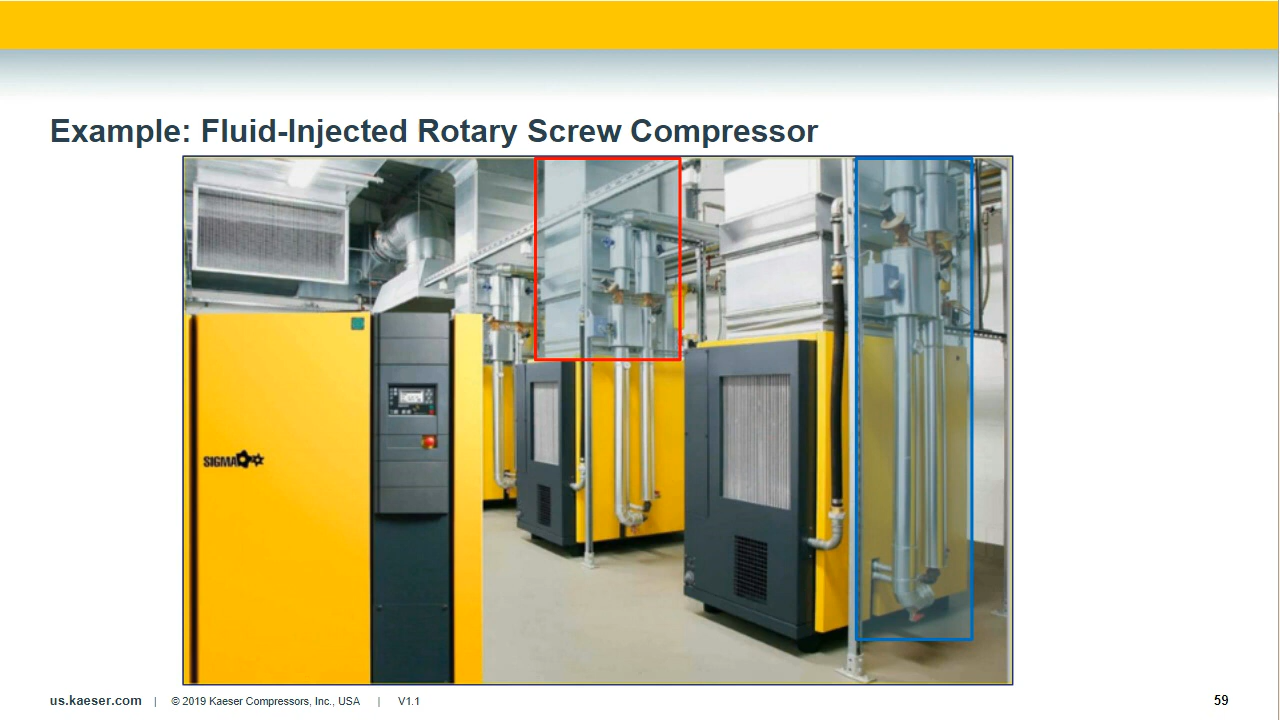 Example: Fluid-Injected Rotary Screw Compressor
SIGMA
us.kaeser.com | © 2019 Kaeser Compressors, Inc., USA | V1.1
59